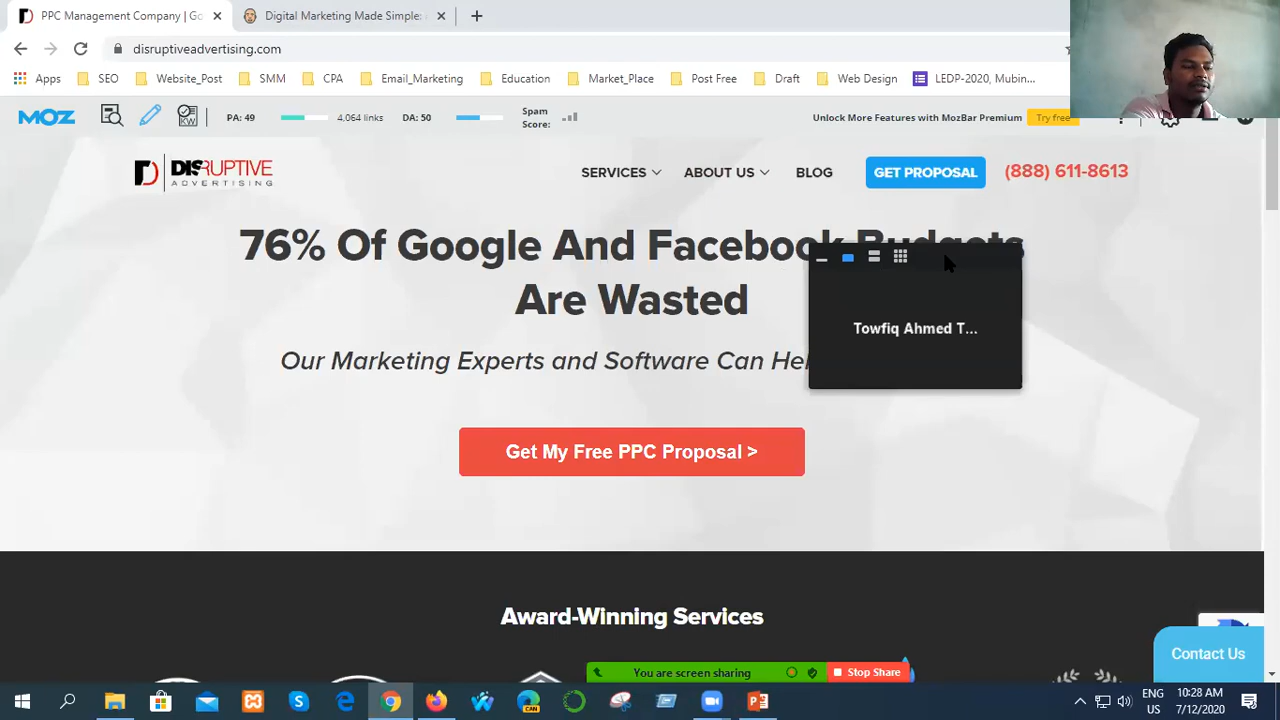 PPC Management Company | Go
Digital Marketing Made Simple:
disruptiveadvertising.com
Apps
SEO
Website_Post
SMM
CPA
Email_Marketing
Education
Market_Place
Post Free
Draft
Web Design
LEDP-2020, Mubin...
MOZ
KW
PA: 49
4,064 links
DA: 50
Spam
Score:
Unlock More Features with MozBar Premium
Try free
DISRUPTIVE
ADVERTISING
SERVICES
ABOUT US
BLOG
GET PROPOSAL
(888) 611-8613
76% Of Google And Facebook Budgets
Are Wasted
Towfiq Ahmed T...
Our Marketing Experts and Software Can
Get My Free PPC Proposal >
Award-Winning Services
Contact Us
You are screen sharing
Stop Share
CAN
ENG
US
10:28 AM
7/12/2020